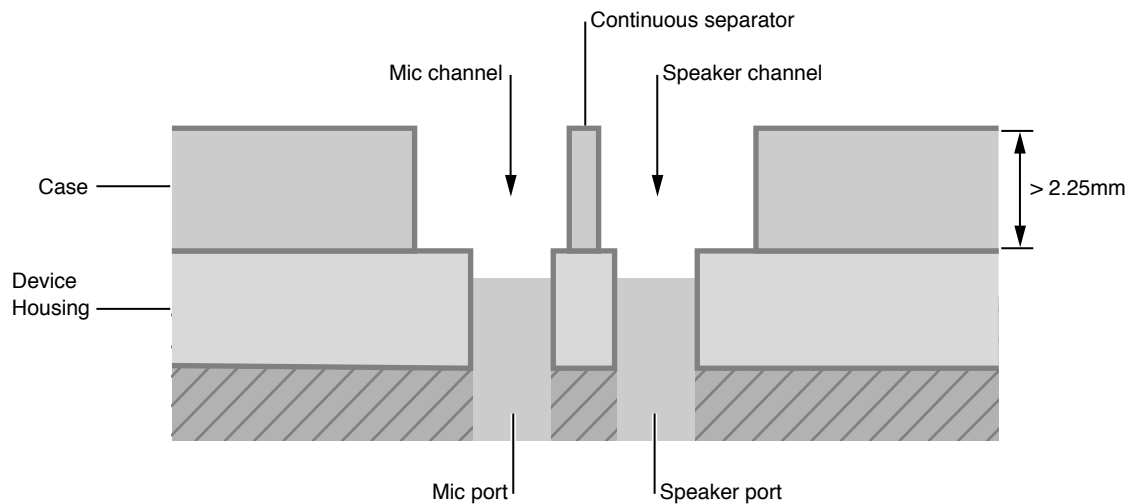 Continuous separator
Mic channel
Speaker channel
Case
> 2.25mm
Device
Housing
Mic port
Speaker port